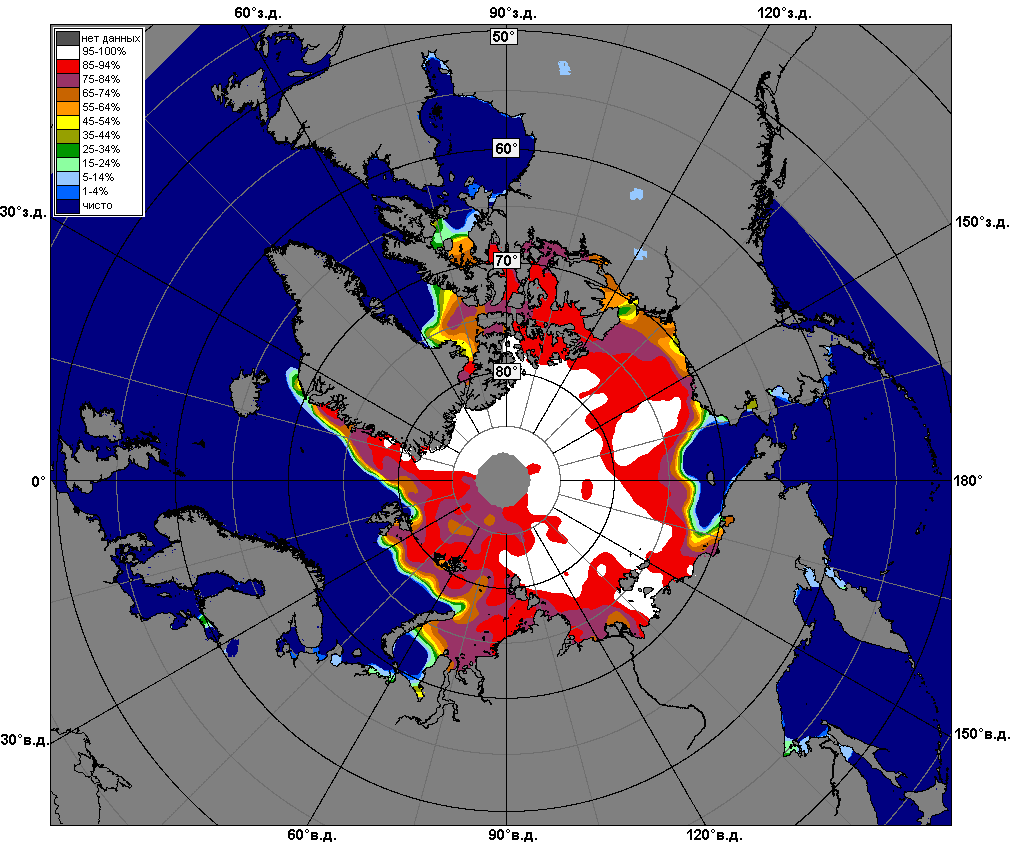 60°з.д.
90°з.д.
120°з.д.
нет данных
95-100%
85-94%
75-84%
65-74%
55-64%
45-54%
35-44%
25-34%
15-24%
5-14%
1-4%
чисто
50°
60°
30°з.д.
150°з.д.
70°
80°
0°
180°
30°в.д.
150°в.д.
60°в.д.
90°в.д.
120°в.д.